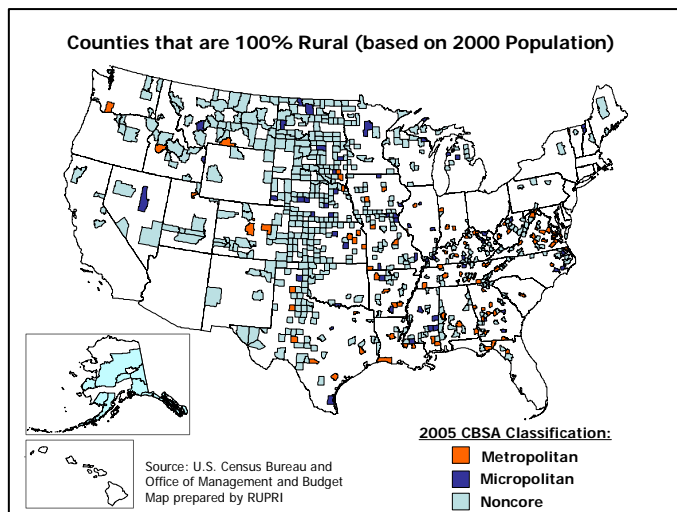 Counties that are 100% Rural (based on 2000 Population)
2005 CBSA Classification:
Metropolitan
Micropolitan
Noncore
Source: U.S. Census Bureau and
Office of Management and Budget
Map prepared by RUPRI